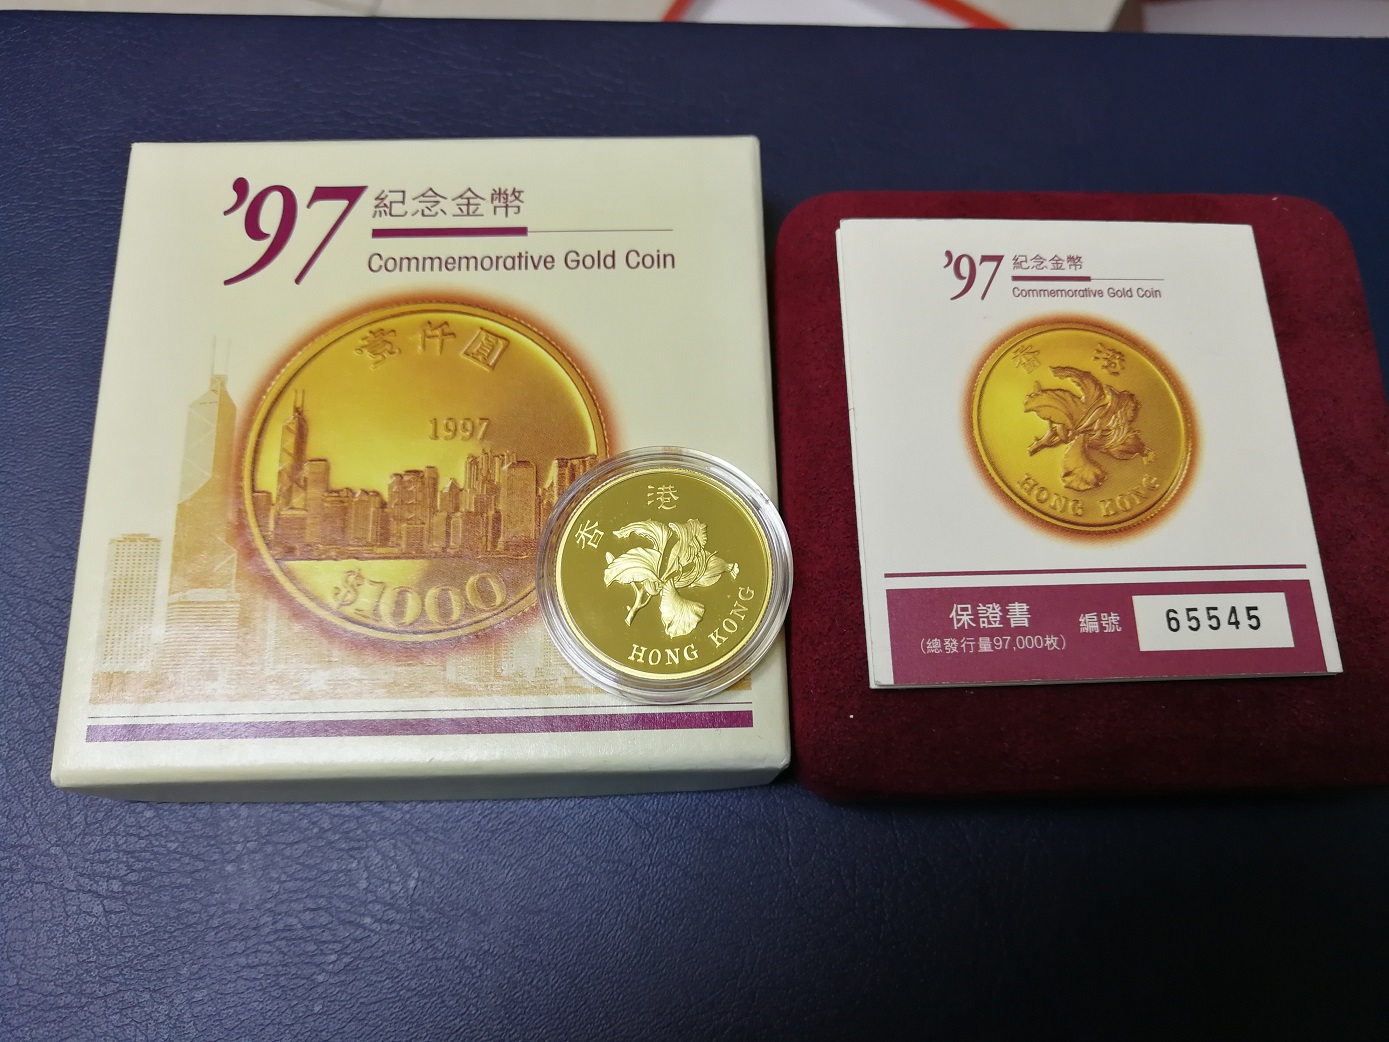 '97 紀念金幣
Commemorative Gold Coin
壹仟圓
1997
$1000
香港
HONG KONG
'97 紀念金幣
Commemorative Gold Coin
香港
HONG KONG
保證書 編號 65545
(總發行量97,000枚)